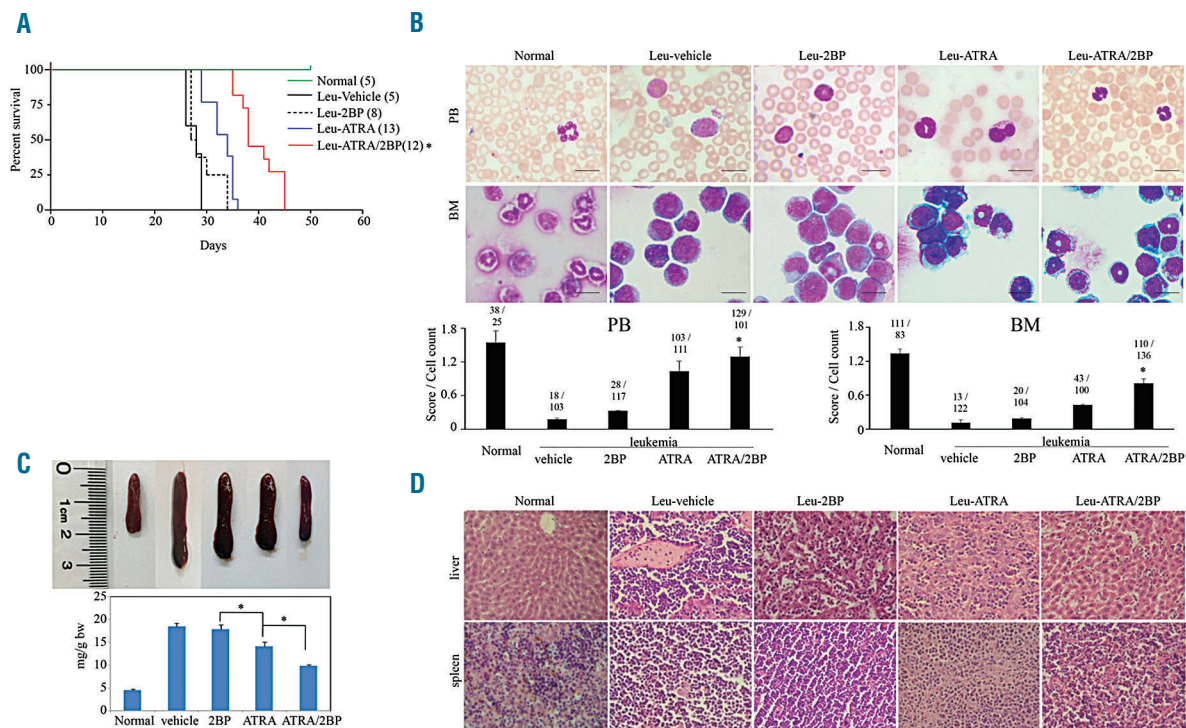 A
100
75
50
25
0
Percent survival
0 10 20 30 40 50 60
Days
Normal (5)
Leu-Vehicle (5)
Leu-2BP (8)
Leu-ATRA (13)
Leu-ATRA/2BP(12) *
B
Normal Leu-vehicle Leu-2BP Leu-ATRA Leu-ATRA/2BP
PB
BM
PB
Score / Cell count
1.8
1.2
0.6
0
38 / 25
18 / 103
28 / 117
103 / 111
129 / 101
*
Normal vehicle 2BP ATRA ATRA/2BP
leukemia
BM
Score / Cell count
1.8
1.2
0.6
0
111 / 83
13 / 122
20 / 104
43 / 100
110 / 136
*
Normal vehicle 2BP ATRA ATRA/2BP
leukemia
C
0
1cm
2
3
mg/g bw
25
20
15
10
5
0
* *
Normal vehicle 2BP ATRA ATRA/2BP
D
Normal Leu-vehicle Leu-2BP Leu-ATRA Leu-ATRA/2BP
liver
spleen